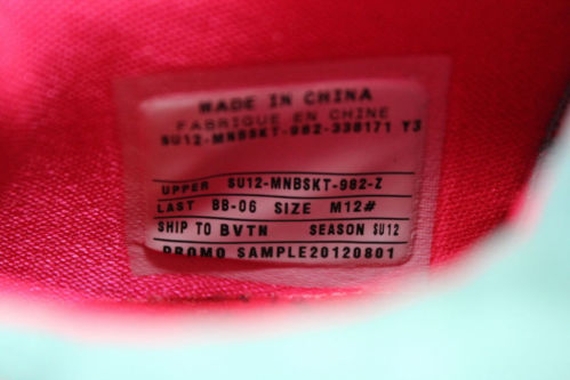 MADE IN CHINA
FABRIQUE EN CHINE
SU12-MNBSKT-982-338171 Y3
UPPER SU12-MNBSKT-982-Z
LAST BB-06 SIZE M12#
SHIP TO BVTN SEASON SU12
PROMO SAMPLE20120801